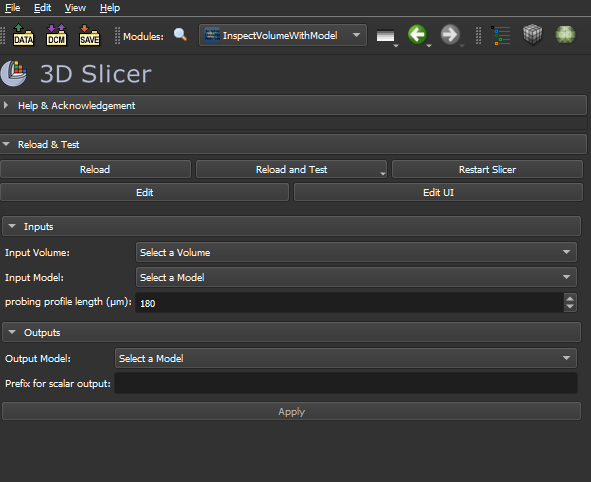 File Edit View Help
DATA DCM SAVE Modules: InspectVolumeWithModel
3D Slicer
Help & Acknowledgement
Reload & Test
Reload Reload and Test Restart Slicer
Edit Edit UI
Inputs
Input Volume: Select a Volume
Input Model: Select a Model
probing profile length (µm): 180
Outputs
Output Model: Select a Model
Prefix for scalar output:
Apply